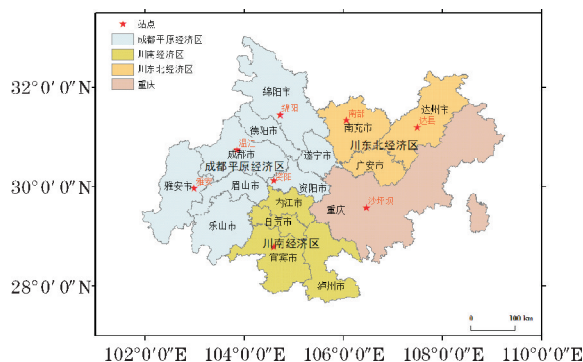 站点
成都平原经济区
川南经济区
川东北经济区
重庆
32°0′0″N
30°0′0″N
28°0′0″N
绵阳市
绵阳
德阳市
温江
成都市
成都平原经济区
遂宁市
雅安市
雅安
眉山市
资阳市
乐山市
内江市
自贡市
川南经济区
宜宾市
泸州市
南部
南充市
达州市
达县
川东北经济区
广安市
重庆
沙坪坝
0 100 km
102°0′0″E 104°0′0″E 106°0′0″E 108°0′0″E 110°0′0″E